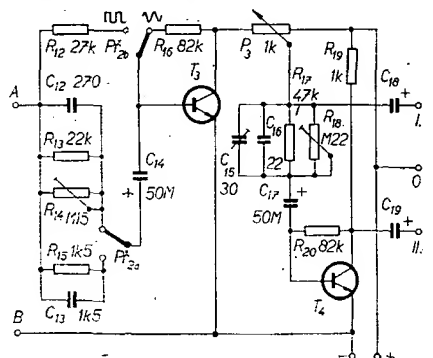 R12 27k Př2b R16 82k P3 1k R19 1k
C12 270 T3 R17 47k C18 +
A I.
R13 22k C14 C16 22 R18 M22
R14 M15 + 50M C15 30 0
C17 + 50M C19 +
R15 1k5 Př2a R20 82k II.
C13 1k5 T4
B
− +